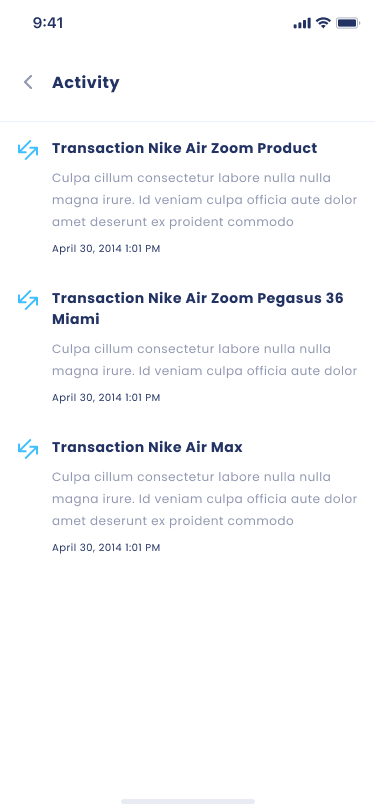 9:41
Activity
Transaction Nike Air Zoom Product
Culpa cillum consectetur labore nulla nulla
magna irure. Id veniam culpa officia aute dolor
amet deserunt ex proident commodo
April 30, 2014 1:01 PM
Transaction Nike Air Zoom Pegasus 36
Miami
Culpa cillum consectetur labore nulla nulla
magna irure. Id veniam culpa officia aute dolor
April 30, 2014 1:01 PM
Transaction Nike Air Max
Culpa cillum consectetur labore nulla nulla
magna irure. Id veniam culpa officia aute dolor
amet deserunt ex proident commodo
April 30, 2014 1:01 PM